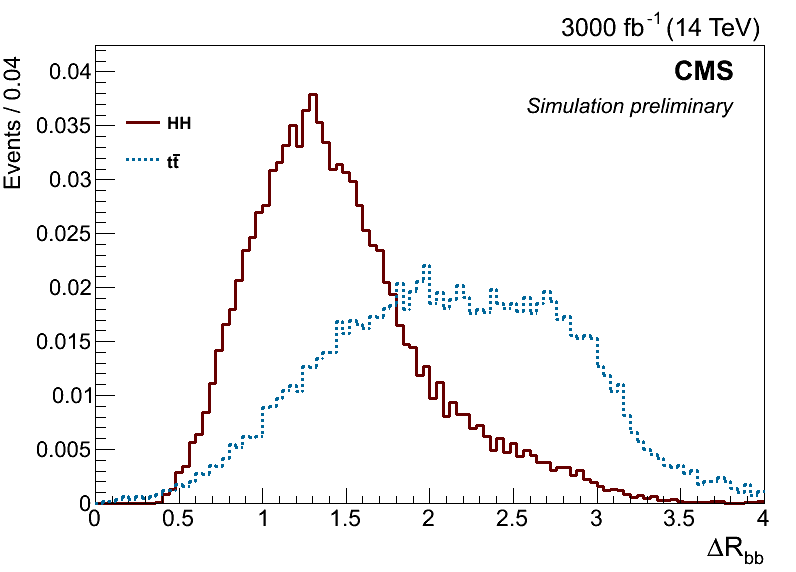 3000 fb⁻¹ (14 TeV)
CMS
Simulation preliminary
Events / 0.04
HH
tt̄
0.04
0.035
0.03
0.025
0.02
0.015
0.01
0.005
0
0 0.5 1 1.5 2 2.5 3 3.5 4
ΔR_bb